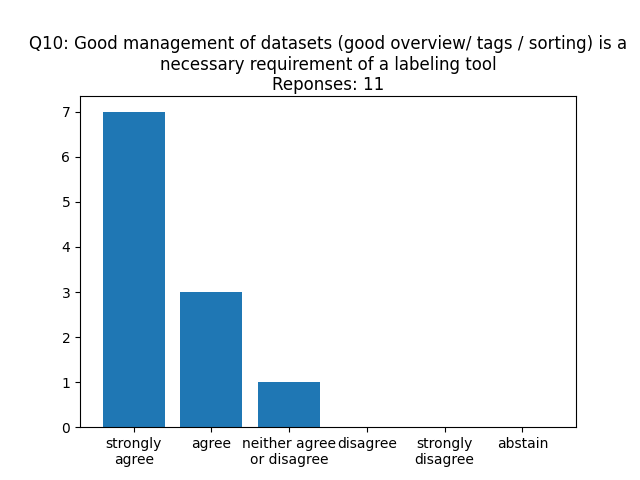 Q10: Good management of datasets (good overview/ tags / sorting) is a
necessary requirement of a labeling tool
Reponses: 11
7
6
5
4
3
2
1
0
strongly
agree
agree
neither agree
or disagree
disagree
strongly
disagree
abstain